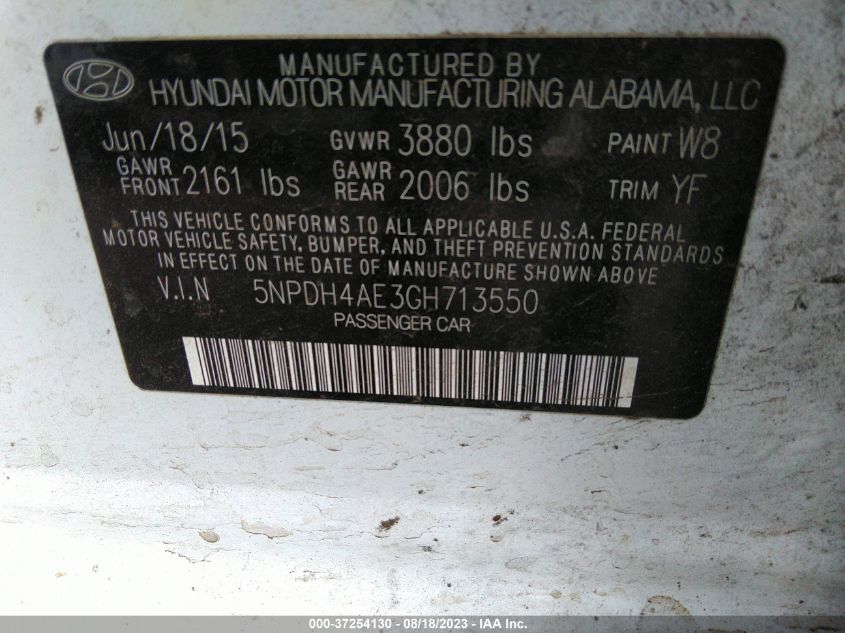 MANUFACTURED BY
HYUNDAI MOTOR MANUFACTURING ALABAMA, LLC
Jun/18/15 GVWR 3880 lbs PAINT W8
GAWR FRONT 2161 lbs GAWR REAR 2006 lbs TRIM YF
THIS VEHICLE CONFORMS TO ALL APPLICABLE U.S.A. FEDERAL
MOTOR VEHICLE SAFETY, BUMPER, AND THEFT PREVENTION STANDARDS
IN EFFECT ON THE DATE OF MANUFACTURE SHOWN ABOVE
V.I.N 5NPDH4AE3GH713550
PASSENGER CAR
000-37254130 - 08/18/2023 - IAA Inc.